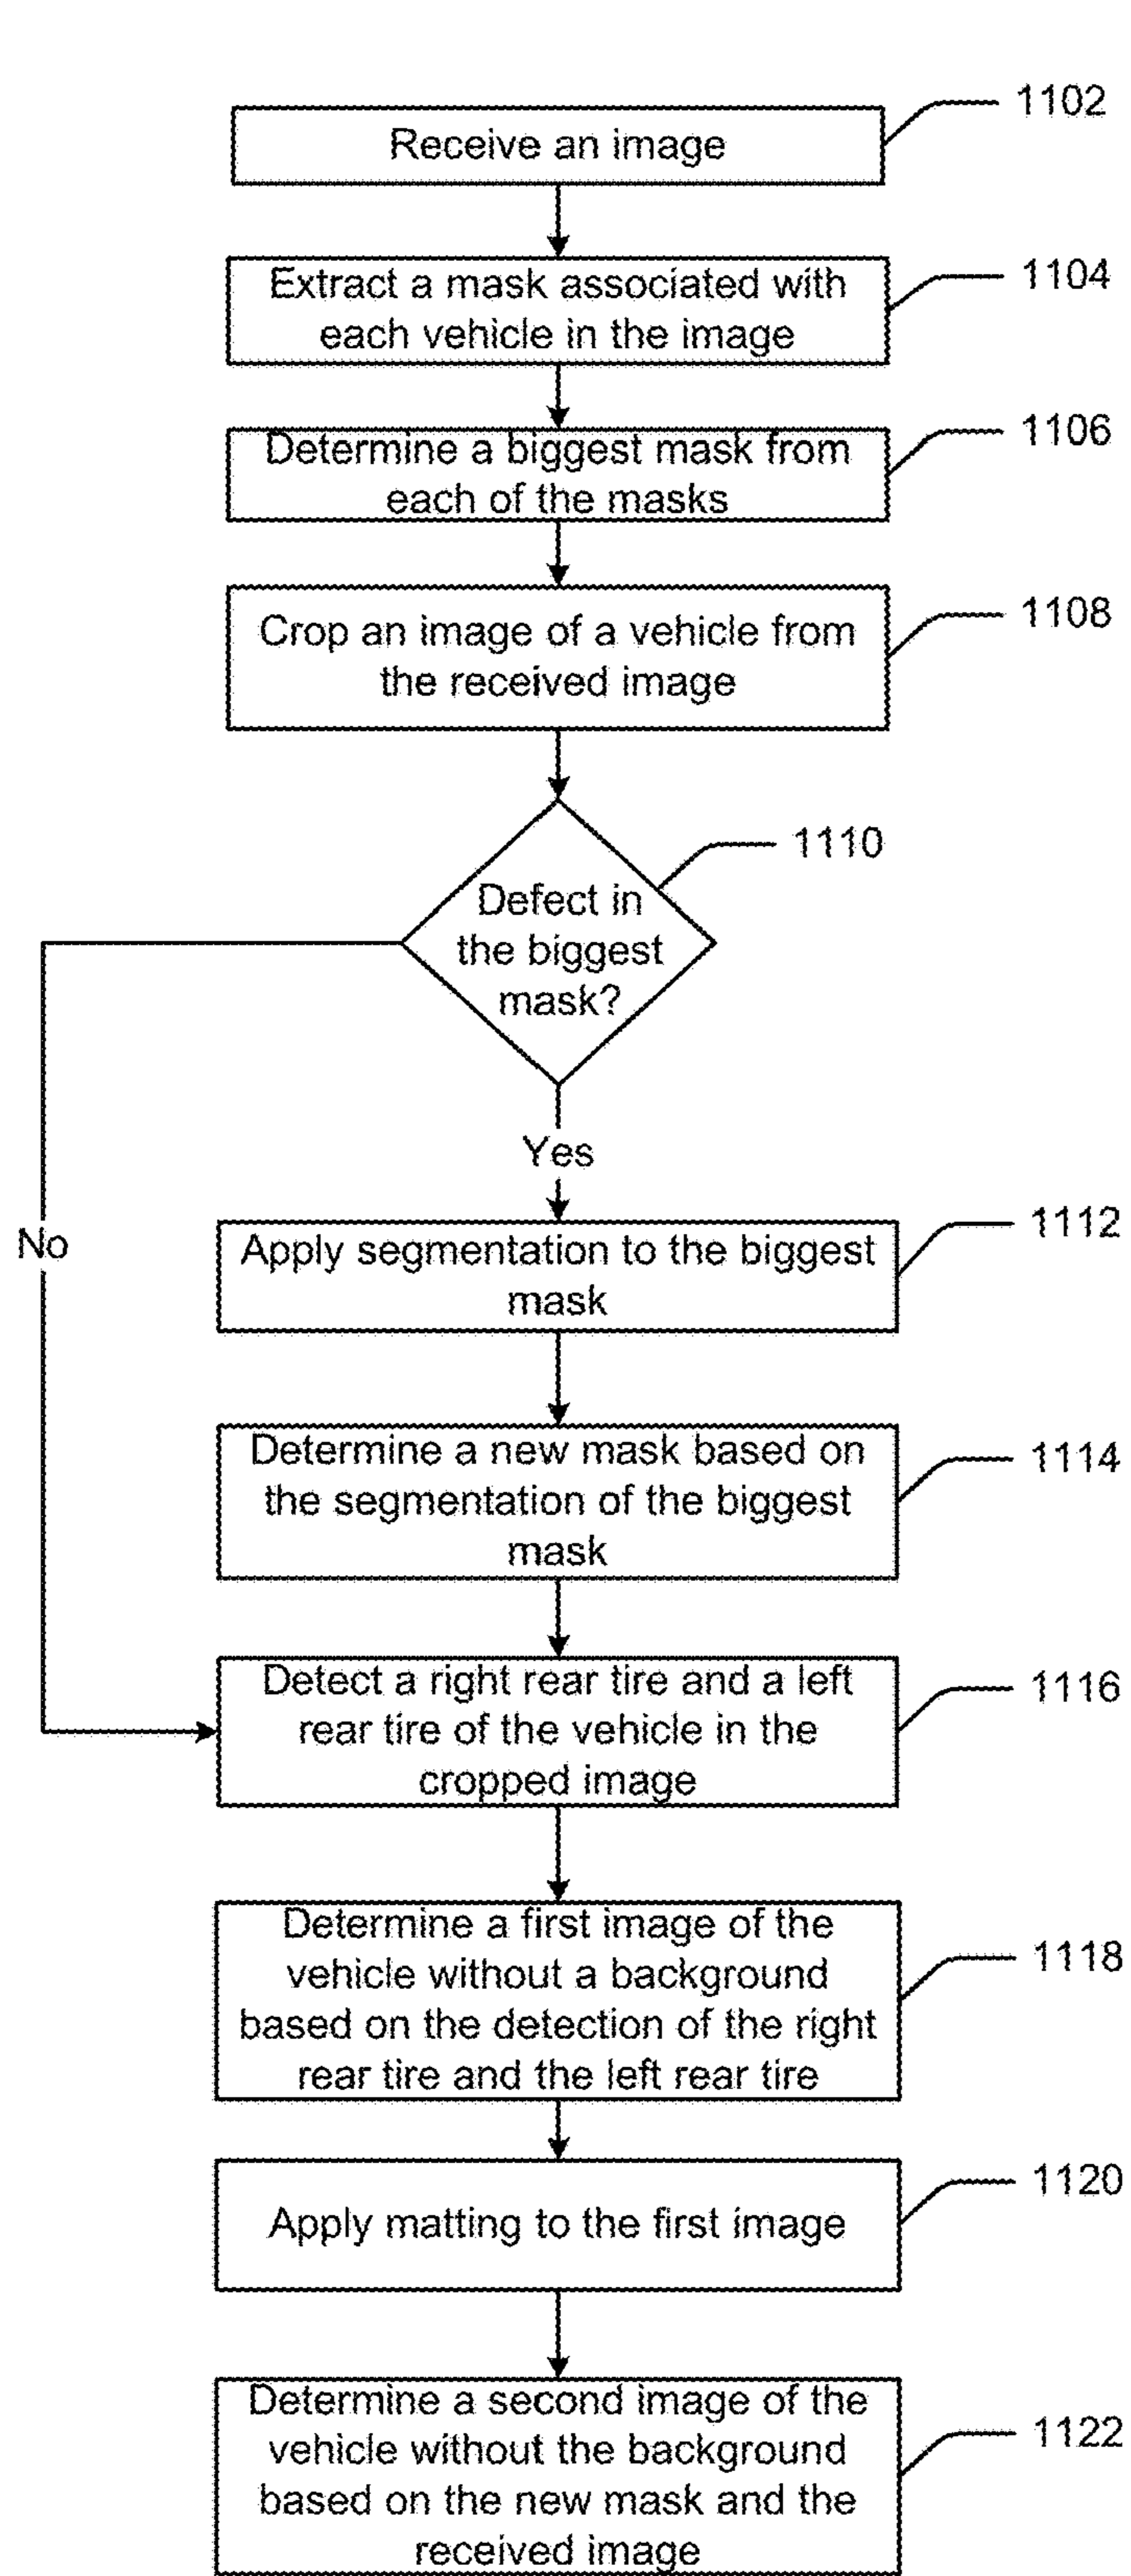 1102
Receive an image
1104
Extract a mask associated with
each vehicle in the image
1106
Determine a biggest mask from
each of the masks
1108
Crop an image of a vehicle from
the received image
1110
Defect in
the biggest
mask?
Yes
No
1112
Apply segmentation to the biggest
mask
1114
Determine a new mask based on
the segmentation of the biggest
mask
1116
Detect a right rear tire and a left
rear tire of the vehicle in the
cropped image
1118
Determine a first image of the
vehicle without a background
based on the detection of the right
rear tire and the left rear tire
1120
Apply matting to the first image
1122
Determine a second image of the
vehicle without the background
based on the new mask and the
received image